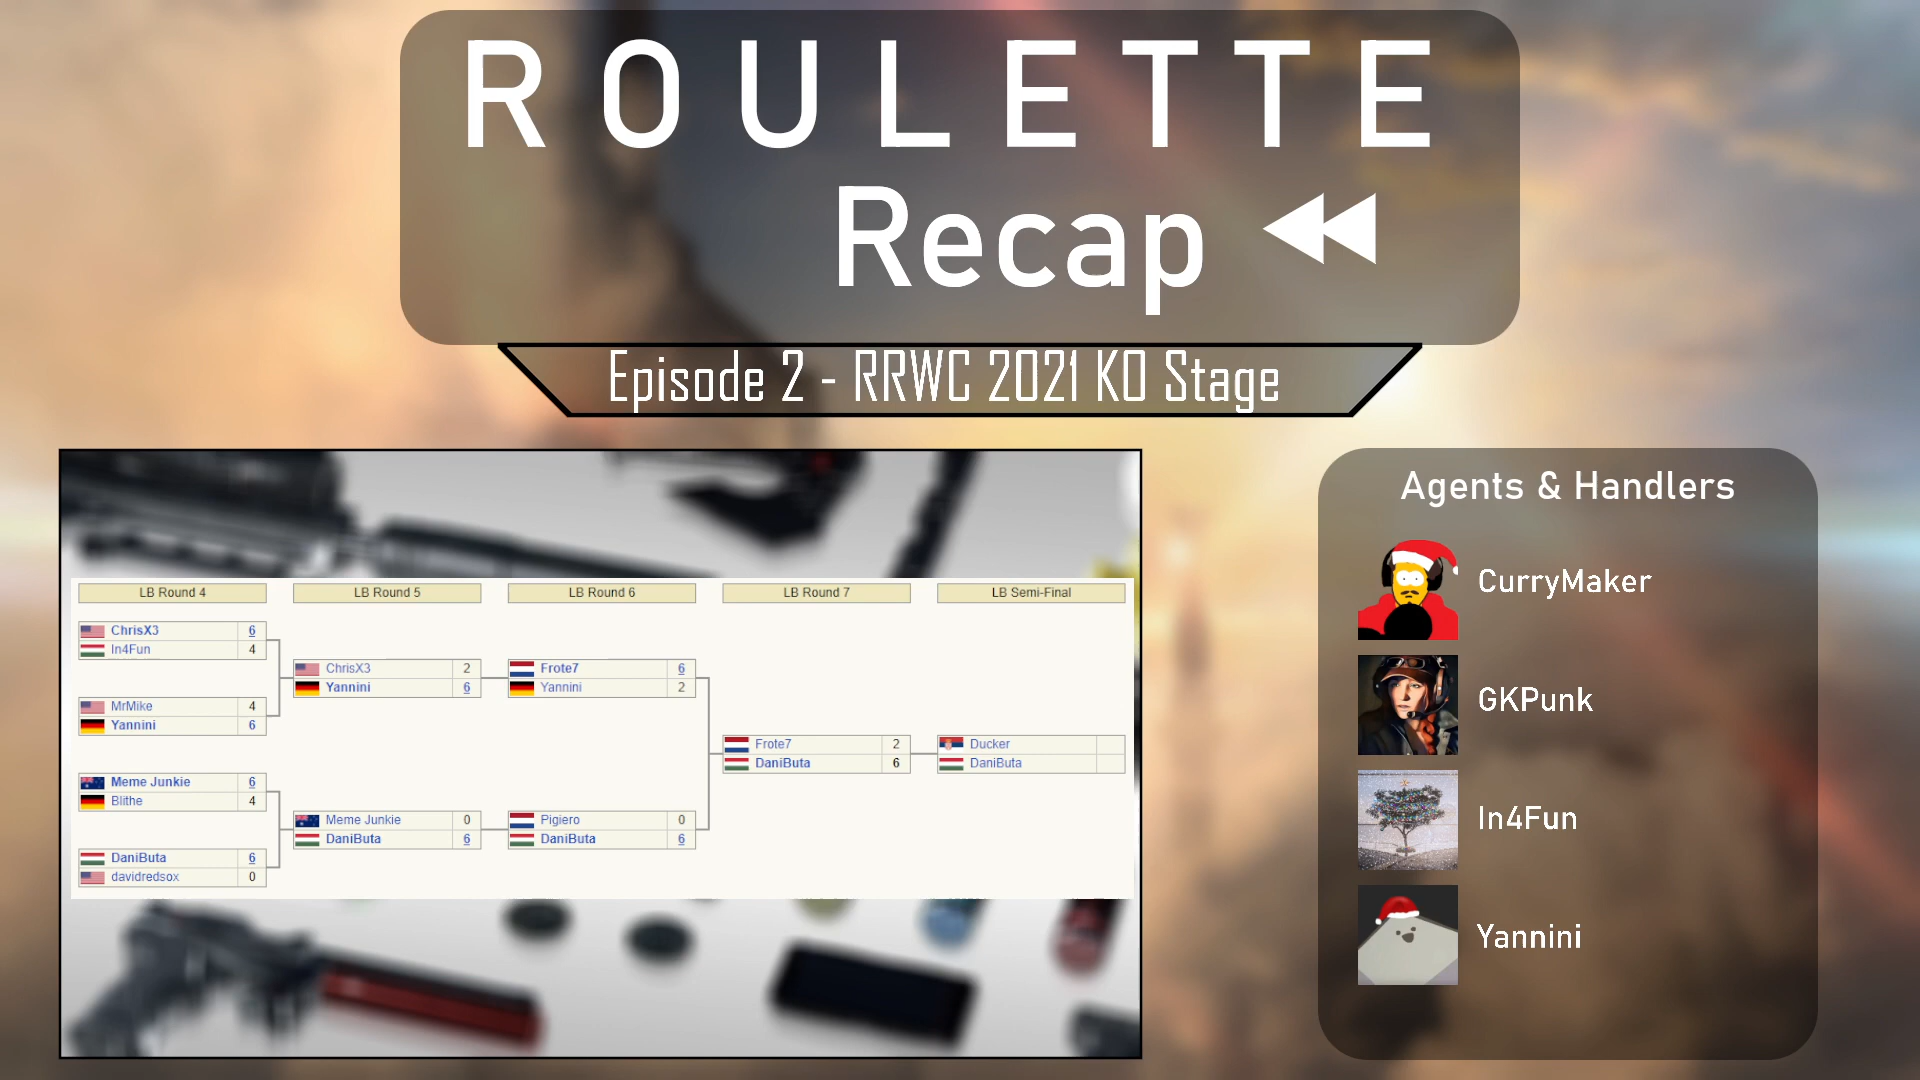 ROULETTE
Recap
Episode 2 - RRWC 2021 KO Stage
LB Round 4
ChrisX3 6
In4Fun 4
MrMike 4
Yannini 6
Meme Junkie 6
Blithe 4
DaniButa 6
davidredsox 0
LB Round 5
ChrisX3 2
Yannini 6
Meme Junkie 0
DaniButa 6
LB Round 6
Frote7 6
Yannini 2
Pigiero 0
DaniButa 6
LB Round 7
Frote7 2
DaniButa 6
LB Semi-Final
Ducker
DaniButa
Agents & Handlers
CurryMaker
GKPunk
In4Fun
Yannini